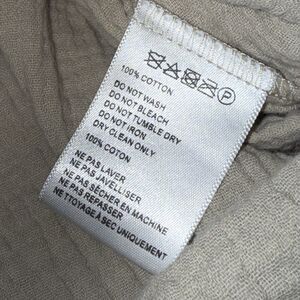 P
100% COTTON
DO NOT WASH
DO NOT BLEACH
DO NOT TUMBLE DRY
DO NOT IRON
DRY CLEAN ONLY
100% COTON
NE PAS LAVER
NE PAS JAVELLISER
NE PAS SÉCHER EN MACHINE
NE PAS REPASSER
NETTOYAGE À SEC UNIQUEMENT